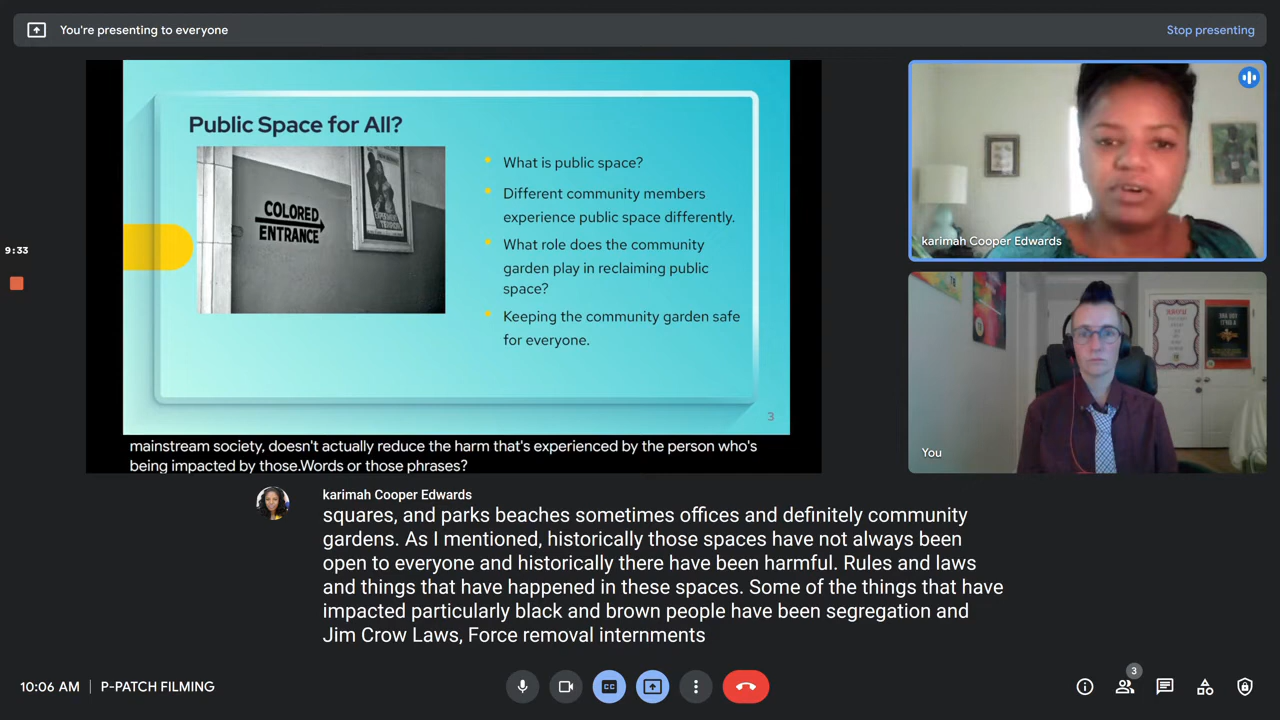 You're presenting to everyone
Stop presenting
Public Space for All?
COLORED
ENTRANCE
What is public space?
Different community members
experience public space differently.
What role does the community
garden play in reclaiming public
space?
Keeping the community garden safe
for everyone.
3
9:33
karimah Cooper Edwards
You
mainstream society, doesn't actually reduce the harm that's experienced by the person who's
being impacted by those.Words or those phrases?
karimah Cooper Edwards
squares, and parks beaches sometimes offices and definitely community
gardens. As I mentioned, historically those spaces have not always been
open to everyone and historically there have been harmful. Rules and laws
and things that have happened in these spaces. Some of the things that have
impacted particularly black and brown people have been segregation and
Jim Crow Laws, Force removal internments
10:06 AM | P-PATCH FILMING
CC
3